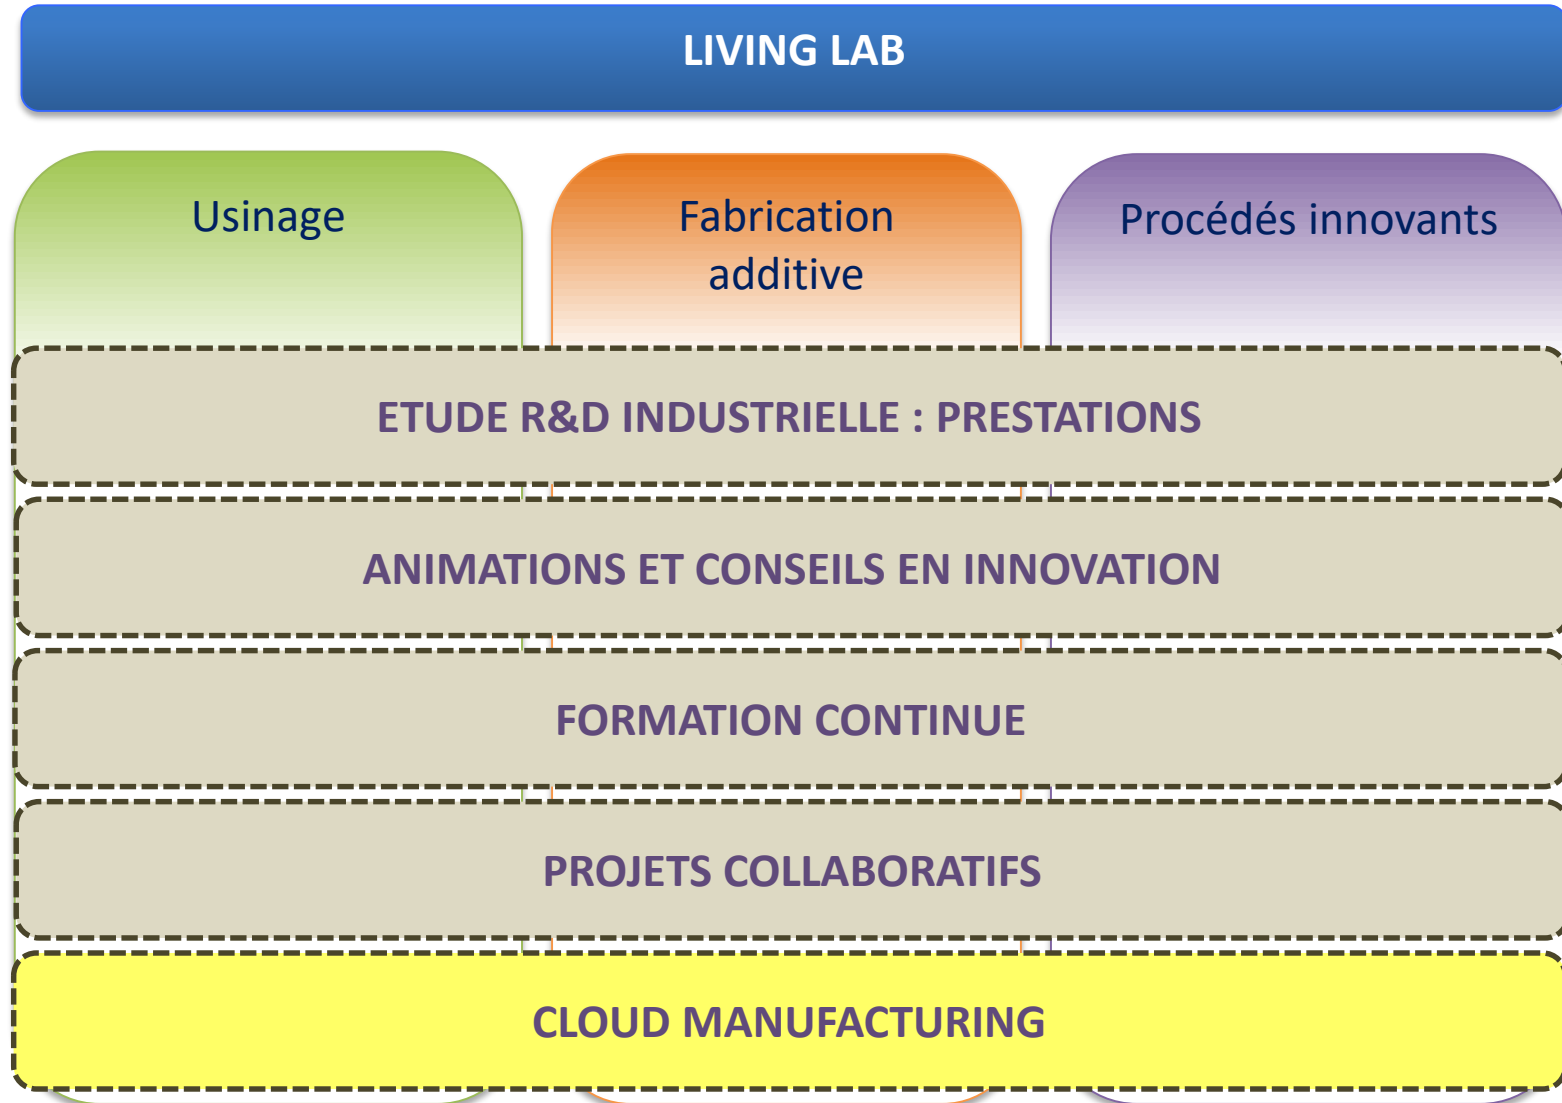 LIVING LAB
Usinage
Fabrication
additive
Procédés innovants
ETUDE R&D INDUSTRIELLE : PRESTATIONS
ANIMATIONS ET CONSEILS EN INNOVATION
FORMATION CONTINUE
PROJETS COLLABORATIFS
CLOUD MANUFACTURING